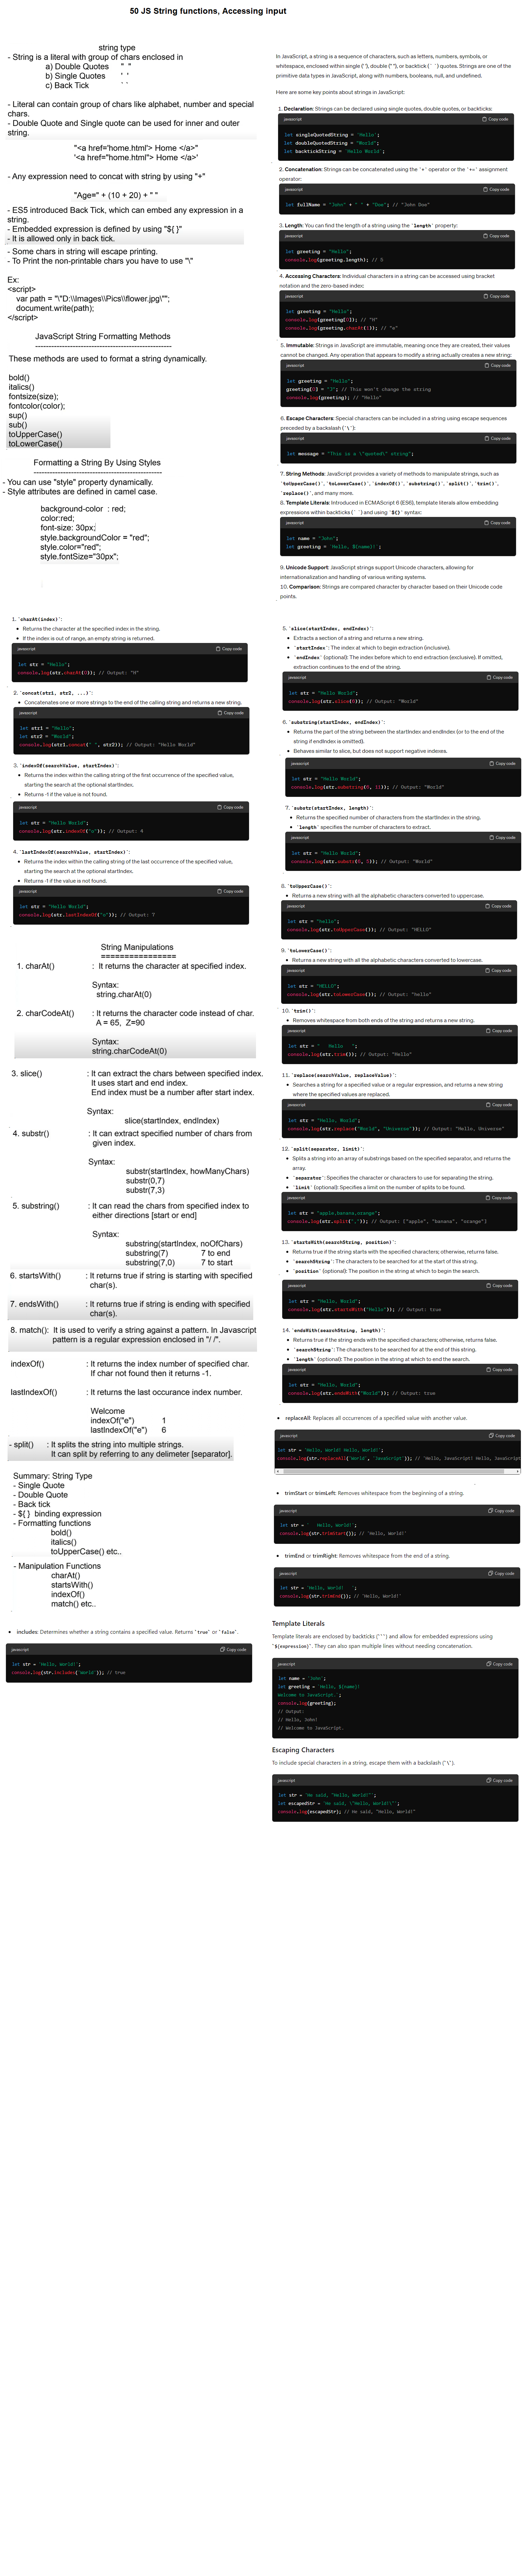 50 JS String functions, Accessing input
string type
- String is a literal with group of chars enclosed in
a) Double Quotes " "
b) Single Quotes ' '
c) Back Tick ` `
- Literal can contain group of chars like alphabet, number and special
chars.
- Double Quote and Single quote can be used for inner or outer
string.
"<a href='home.html'> Home </a>"
'<a href="home.html"> Home </a>'
- Any expression need to concat with string by using "+"
"Age=" + (10 + 20) + " "
- ES5 introduced Back Tick, which can embed any expression in a
string.
- Embedded expression is defined by using "${ }"
- It is allowed only in back tick.
- Some chars in string will escape printing.
- To Print the non-printable chars you have to use "\"
Ex:
<script>
var path = "\"D:\\Images\\Pics\\flower.jpg\"";
document.write(path);
</script>
JavaScript String Formatting Methods
-----------------------------------------------------
These methods are used to format a string dynamically.
bold()
italics()
fontsize(size);
fontcolor(color);
sup()
sub()
toUpperCase()
toLowerCase()
Formatting a String By Using Styles
--------------------------------------------------
- You can use "style" property dynamically.
- Style attributes are defined in camel case.
background-color : red;
color:red;
font-size: 30px;
style.backgroundColor = "red";
style.color="red";
style.fontSize="30px";
In JavaScript, a string is a sequence of characters, such as letters, numbers, symbols, or
whitespace, enclosed within single (' '), double (" "), or backtick (` `) quotes. Strings are one of the
primitive data types in JavaScript, along with numbers, booleans, null, and undefined.
Here are some key points about strings in JavaScript:
1. Declaration: Strings can be declared using single quotes, double quotes, or backticks:
javascript Copy code
let singleQuotedString = 'Hello';
let doubleQuotedString = "World";
let backtickString = `Hello World`;
2. Concatenation: Strings can be concatenated using the `+` operator or the `+=` assignment
operator:
javascript Copy code
let fullName = "John" + " " + "Doe"; // "John Doe"
3. Length: You can find the length of a string using the `length` property:
javascript Copy code
let greeting = "Hello";
console.log(greeting.length); // 5
4. Accessing Characters: Individual characters in a string can be accessed using bracket
notation and the zero-based index:
javascript Copy code
let greeting = "Hello";
console.log(greeting[0]); // "H"
console.log(greeting.charAt(1)); // "e"
5. Immutable: Strings in JavaScript are immutable, meaning once they are created, their values
cannot be changed. Any operation that appears to modify a string actually creates a new string:
javascript Copy code
let greeting = "Hello";
greeting[0] = "J"; // This won't change the string
console.log(greeting); // "Hello"
6. Escape Characters: Special characters can be included in a string using escape sequences
preceded by a backslash (`\`):
javascript Copy code
let message = "This is a \"quoted\" string";
7. String Methods: JavaScript provides a variety of methods to manipulate strings, such as
`toUpperCase()`, `toLowerCase()`, `indexOf()`, `substring()`, `split()`, `trim()`,
`replace()`, and many more.
8. Template Literals: Introduced in ECMAScript 6 (ES6), template literals allow embedding
expressions within backticks (` `) and using `${}` syntax:
javascript Copy code
let name = "John";
let greeting = `Hello, ${name}!`;
9. Unicode Support: JavaScript strings support Unicode characters, allowing for
internationalization and handling of various writing systems.
10. Comparison: Strings are compared character by character based on their Unicode code
points.
1. `charAt(index)`:
• Returns the character at the specified index in the string.
• If the index is out of range, an empty string is returned.
javascript Copy code
let str = "Hello";
console.log(str.charAt(0)); // Output: "H"
2. `concat(str1, str2, ...)`:
• Concatenates one or more strings to the end of the calling string and returns a new string.
javascript Copy code
let str1 = "Hello";
let str2 = "World";
console.log(str1.concat(" ", str2)); // Output: "Hello World"
3. `indexOf(searchValue, startIndex)`:
• Returns the index within the calling string of the first occurrence of the specified value,
starting the search at the optional startIndex.
• Returns -1 if the value is not found.
javascript Copy code
let str = "Hello World";
console.log(str.indexOf("o")); // Output: 4
4. `lastIndexOf(searchValue, startIndex)`:
• Returns the index within the calling string of the last occurrence of the specified value,
starting the search at the optional startIndex.
• Returns -1 if the value is not found.
javascript Copy code
let str = "Hello World";
console.log(str.lastIndexOf("o")); // Output: 7
String Manipulations
================
1. charAt() : It returns the character at specified index.
Syntax:
string.charAt(0)
2. charCodeAt() : It returns the character code instead of char.
A = 65, Z=90
Syntax:
string.charCodeAt(0)
3. slice() : It can extract the chars between specified index.
It uses start and end index.
End index must be a number after start index.
Syntax:
slice(startIndex, endIndex)
4. substr() : It can extract specified number of chars from
given index.
Syntax:
substr(startIndex, howManyChars)
substr(0,7)
substr(7,3)
5. substring() : It can read the chars from specified index to
either directions [start or end]
Syntax:
substring(startIndex, noOfChars)
substring(7) 7 to end
substring(7,0) 7 to start
6. startsWith() : It returns true if string is starting with specified
char(s).
7. endsWith() : It returns true if string is ending with specified
char(s).
8. match(): It is used to verify a string against a pattern. In Javascript
pattern is a regular expression enclosed in "/ /".
indexOf() : It returns the index number of specified char.
If char not found then it returns -1.
lastIndexOf() : It returns the last occurance index number.
Welcome
indexOf("e") 1
lastIndexOf("e") 6
- split() : It splits the string into multiple strings.
It can split by referring to any delimeter [separator].
Summary: String Type
- Single Quote
- Double Quote
- Back tick
- ${ } binding expression
- Formatting functions
bold()
italics()
toUpperCase() etc..
- Manipulation Functions
charAt()
startsWith()
indexOf()
match() etc..
• includes: Determines whether a string contains a specified value. Returns `true` or `false`.
javascript Copy code
let str = 'Hello, World!';
console.log(str.includes('World')); // true
5. `slice(startIndex, endIndex)`:
• Extracts a section of a string and returns a new string.
• `startIndex`: The index at which to begin extraction (inclusive).
• `endIndex` (optional): The index before which to end extraction (exclusive). If omitted,
extraction continues to the end of the string.
javascript Copy code
let str = "Hello World";
console.log(str.slice(6)); // Output: "World"
6. `substring(startIndex, endIndex)`:
• Returns the part of the string between the startIndex and endIndex (or to the end of the
string if endIndex is omitted).
• Behaves similar to slice, but does not support negative indexes.
javascript Copy code
let str = "Hello World";
console.log(str.substring(6, 11)); // Output: "World"
7. `substr(startIndex, length)`:
• Returns the specified number of characters from the startIndex in the string.
• `length` specifies the number of characters to extract.
javascript Copy code
let str = "Hello World";
console.log(str.substr(6, 5)); // Output: "World"
8. `toUpperCase()`:
• Returns a new string with all the alphabetic characters converted to uppercase.
javascript Copy code
let str = "hello";
console.log(str.toUpperCase()); // Output: "HELLO"
9. `toLowerCase()`:
• Returns a new string with all the alphabetic characters converted to lowercase.
javascript Copy code
let str = "HELLO";
console.log(str.toLowerCase()); // Output: "hello"
10. `trim()`:
• Removes whitespace from both ends of the string and returns a new string.
javascript Copy code
let str = "   Hello   ";
console.log(str.trim()); // Output: "Hello"
11. `replace(searchValue, replaceValue)`:
• Searches a string for a specified value or a regular expression, and returns a new string
where the specified values are replaced.
javascript Copy code
let str = "Hello, World";
console.log(str.replace("World", "Universe")); // Output: "Hello, Universe"
12. `split(separator, limit)`:
• Splits a string into an array of substrings based on the specified separator, and returns the
array.
• `separator`: Specifies the character or characters to use for separating the string.
• `limit` (optional): Specifies a limit on the number of splits to be found.
javascript Copy code
let str = "apple,banana,orange";
console.log(str.split(",")); // Output: ["apple", "banana", "orange"]
13. `startsWith(searchString, position)`:
• Returns true if the string starts with the specified characters; otherwise, returns false.
• `searchString`: The characters to be searched for at the start of this string.
• `position` (optional): The position in the string at which to begin the search.
javascript Copy code
let str = "Hello, World";
console.log(str.startsWith("Hello")); // Output: true
14. `endsWith(searchString, length)`:
• Returns true if the string ends with the specified characters; otherwise, returns false.
• `searchString`: The characters to be searched for at the end of this string.
• `length` (optional): The position in the string at which to end the search.
javascript Copy code
let str = "Hello, World";
console.log(str.endsWith("World")); // Output: true
• replaceAll: Replaces all occurrences of a specified value with another value.
javascript Copy code
let str = 'Hello, World! Hello, World!';
console.log(str.replaceAll('World', 'JavaScript')); // 'Hello, JavaScript! Hello, JavaScript
• trimStart or trimLeft: Removes whitespace from the beginning of a string.
javascript Copy code
let str = '   Hello, World!';
console.log(str.trimStart()); // 'Hello, World!'
• trimEnd or trimRight: Removes whitespace from the end of a string.
javascript Copy code
let str = 'Hello, World!   ';
console.log(str.trimEnd()); // 'Hello, World!'
Template Literals
Template literals are enclosed by backticks (` ` `) and allow for embedded expressions using
`${expression}`. They can also span multiple lines without needing concatenation.
javascript Copy code
let name = 'John';
let greeting = `Hello, ${name}!
Welcome to JavaScript.`;
console.log(greeting);
// Output:
// Hello, John!
// Welcome to JavaScript.
Escaping Characters
To include special characters in a string, escape them with a backslash (`\`).
javascript Copy code
let str = 'He said, "Hello, World!"';
let escapedStr = 'He said, \"Hello, World!\"';
console.log(escapedStr); // He said, "Hello, World!"